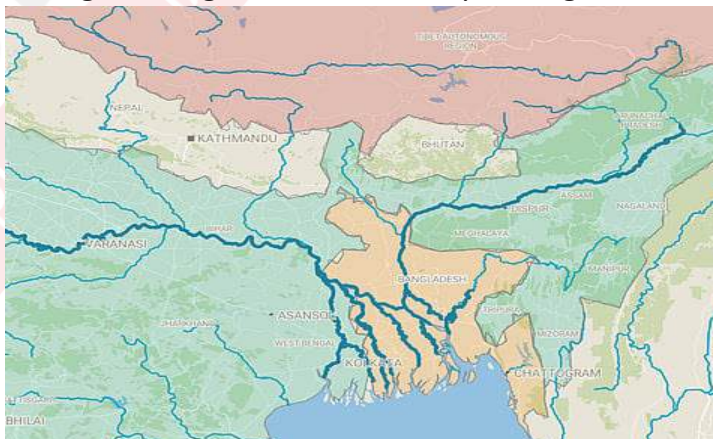 TIBET AUTONOMOUS
REGION
NEPAL
KATHMANDU
BHUTAN
ARUNACHAL
PRADESH
ASSAM
DISPUR
NAGALAND
BIHAR
VARANASI
MEGHALAYA
MANIPUR
BANGLADESH
ASANSOL
TRIPURA
JHARKHAND
MIZORAM
WEST BENGAL
KOLKATA
CHATTOGRAM
BHILAI